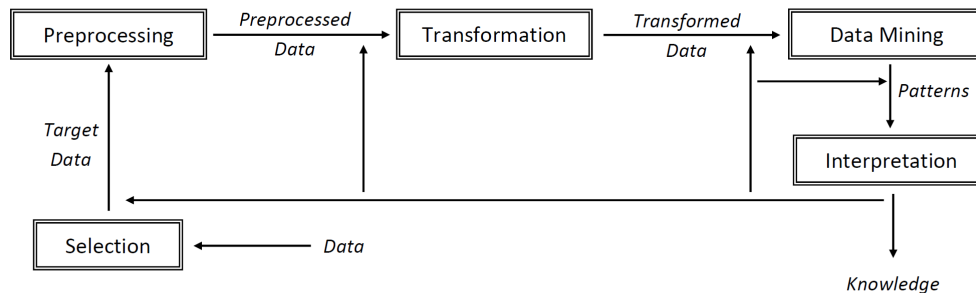 Preprocessing
Preprocessed
Data
Transformation
Transformed
Data
Data Mining
Patterns
Target
Data
Interpretation
Selection
Data
Knowledge